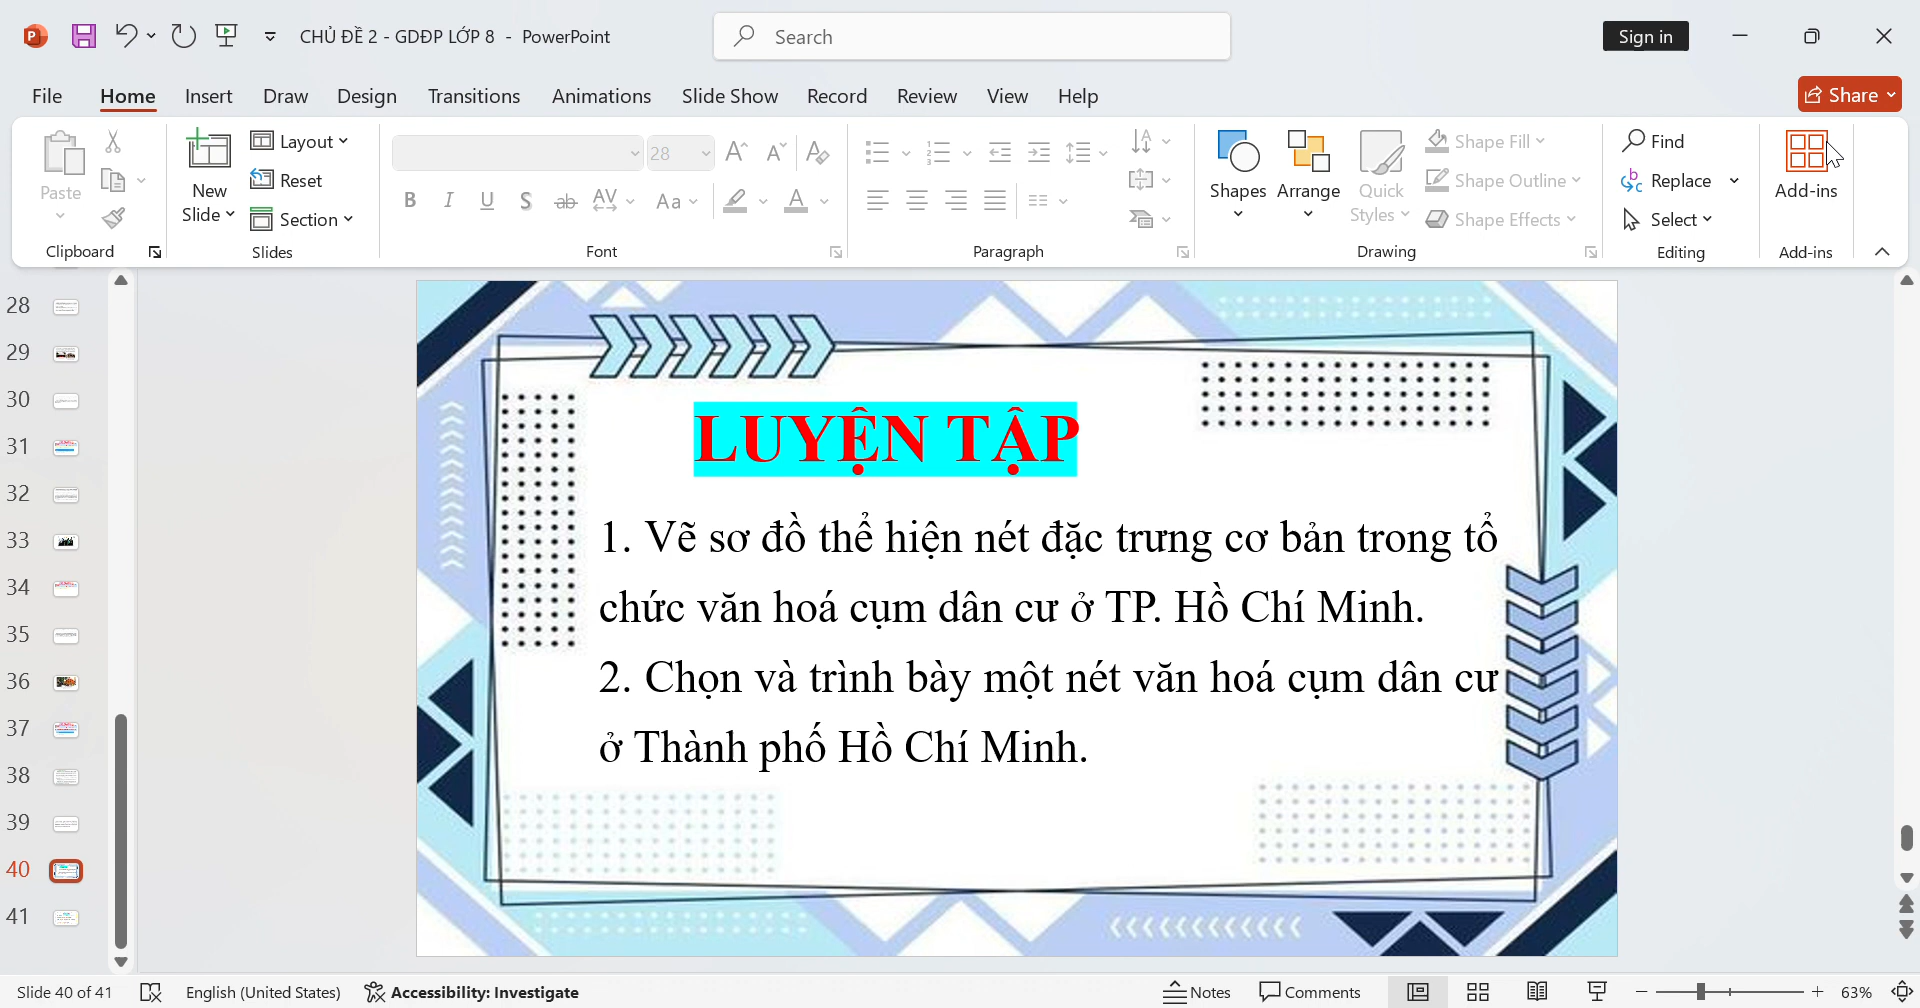 CHỦ ĐỀ 2 - GDĐP LỚP 8 - PowerPoint
Search
Sign in
File Home Insert Draw Design Transitions Animations Slide Show Record Review View Help
Share
Paste
Clipboard
New
Slide
Layout
Reset
Section
Slides
28
Font
Paragraph
Shapes
Arrange
Quick
Styles
Shape Fill
Shape Outline
Shape Effects
Drawing
Find
Replace
Select
Editing
Add-ins
Add-ins
28
29
30
31
32
33
34
35
36
37
38
39
40
41
LUYỆN TẬP
1. Vẽ sơ đồ thể hiện nét đặc trưng cơ bản trong tổ
chức văn hoá cụm dân cư ở TP. Hồ Chí Minh.
2. Chọn và trình bày một nét văn hoá cụm dân cư
ở Thành phố Hồ Chí Minh.
Slide 40 of 41 English (United States) Accessibility: Investigate Notes Comments 63%